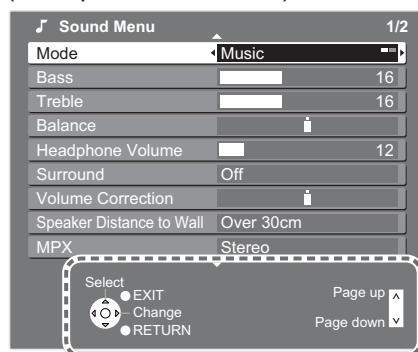 Sound Menu 1/2
Mode Music
Bass 16
Treble 16
Balance
Headphone Volume 12
Surround Off
Volume Correction
Speaker Distance to Wall Over 30cm
MPX Stereo
Select
EXIT
Change
RETURN
Page up
Page down